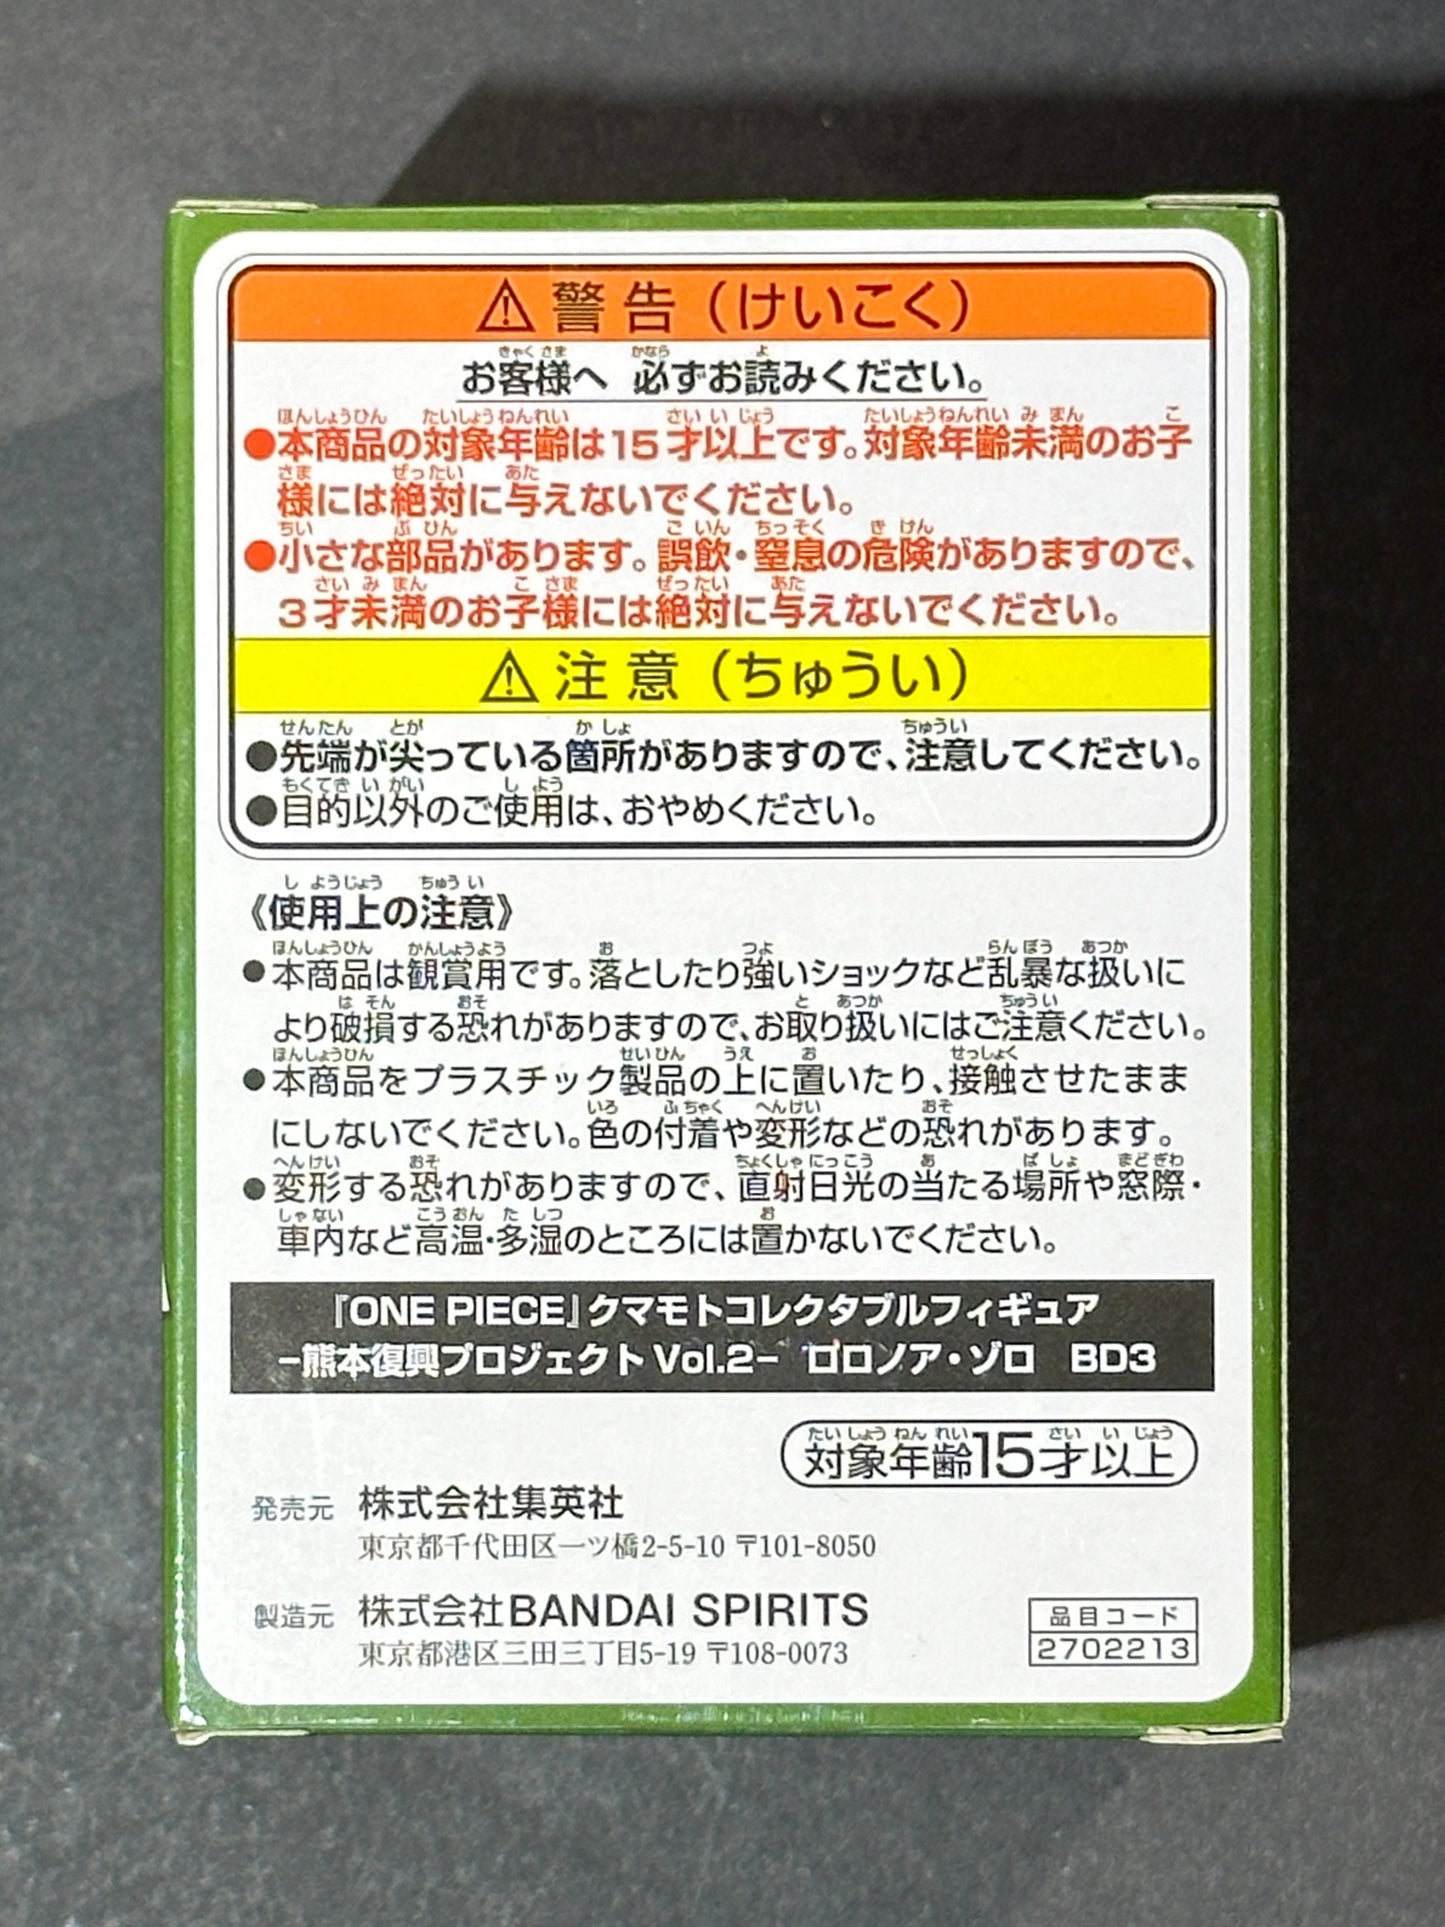 ⚠ 警告（けいこく）
お客様へ 必ずお読みください。
●本商品の対象年齢は15才以上です。対象年齢未満のお子
様には絶対に与えないでください。
●小さな部品があります。誤飲・窒息の危険がありますので、
3才未満のお子様には絶対に与えないでください。
⚠ 注意（ちゅうい）
●先端が尖っている箇所がありますので、注意してください。
●目的以外のご使用は、おやめください。
《使用上の注意》
●本商品は観賞用です。落としたり強いショックなど乱暴な扱いに
より破損する恐れがありますので、お取り扱いにはご注意ください。
●本商品をプラスチック製品の上に置いたり、接触させたまま
にしないでください。色の付着や変形などの恐れがあります。
●変形する恐れがありますので、直射日光の当たる場所や窓際・
車内など高温・多湿のところには置かないでください。
『ONE PIECE』クマモトコレクタブルフィギュア
−熊本復興プロジェクト Vol.2− ロロノア・ゾロ BD3
対象年齢15才以上
発売元 株式会社集英社
東京都千代田区一ツ橋2-5-10 〒101-8050
製造元 株式会社BANDAI SPIRITS
東京都港区三田三丁目5-19 〒108-0073
品目コード
2702213